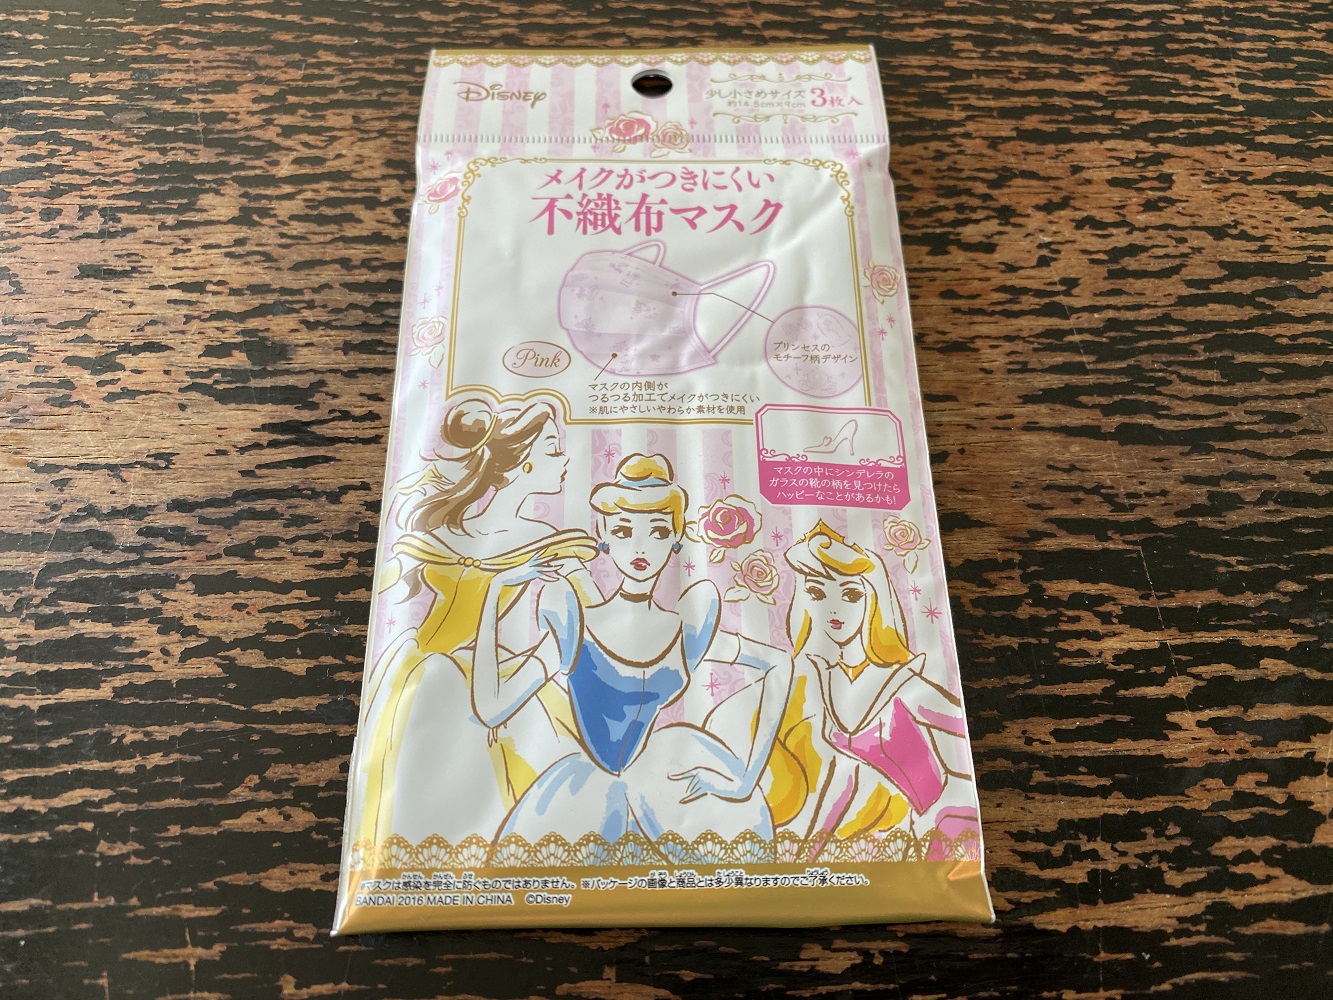 Disney
少し小さめサイズ
約14.5cm×9cm
3枚入
メイクがつきにくい
不織布マスク
プリンセスの
モチーフ柄デザイン
Pink
マスクの内側が
つるつる加工でメイクがつきにくい
※肌にやさしいやわらか素材を使用
マスクの中にシンデレラの
ガラスの靴の柄を見つけたら
ハッピーなことがあるかも!
マスクは感染を完全に防ぐものではありません。 ※パッケージの画像と商品とは多少異なりますのでご了承ください。
BANDAI 2016 MADE IN CHINA ©Disney